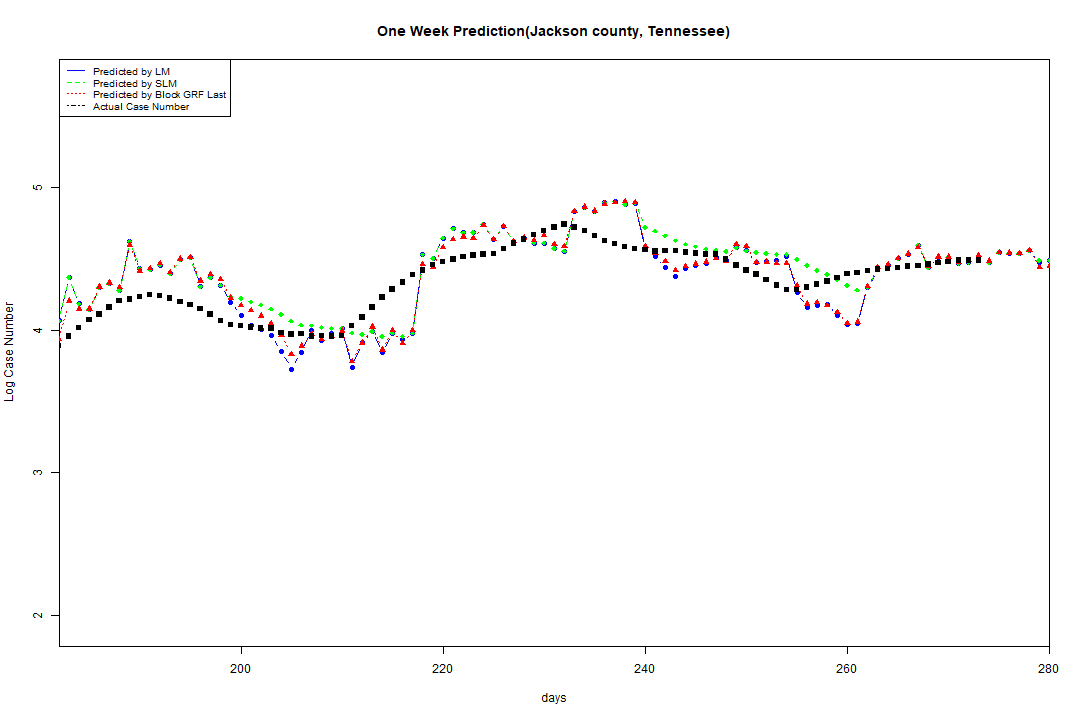 One Week Prediction(Jackson county, Tennessee)
Predicted by LM
Predicted by SLM
Predicted by Block GRF Last
Actual Case Number
5
4
3
2
Log Case Number
200 220 240 260 280
days